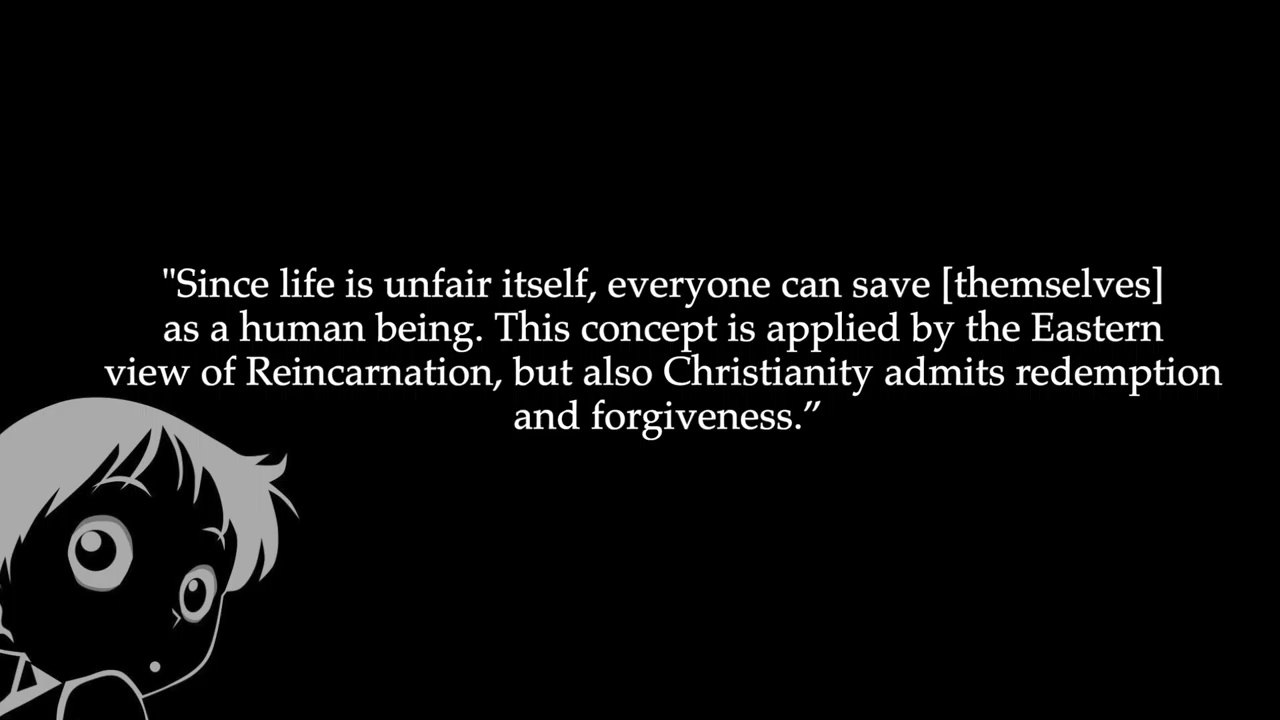 "Since life is unfair itself, everyone can save [themselves]
as a human being. This concept is applied by the Eastern
view of Reincarnation, but also Christianity admits redemption
and forgiveness.”